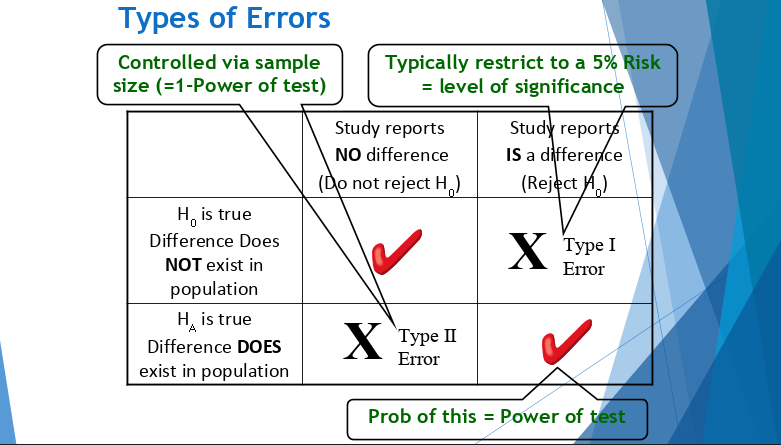 Types of Errors
Controlled via sample
size (=1–Power of test)
Typically restrict to a 5% Risk
= level of significance
Study reports
NO difference
(Do not reject H0)
Study reports
IS a difference
(Reject H0)
H0 is true
Difference Does
NOT exist in
population
X Type I
Error
HA is true
Difference DOES
exist in population
X Type II
Error
Prob of this = Power of test